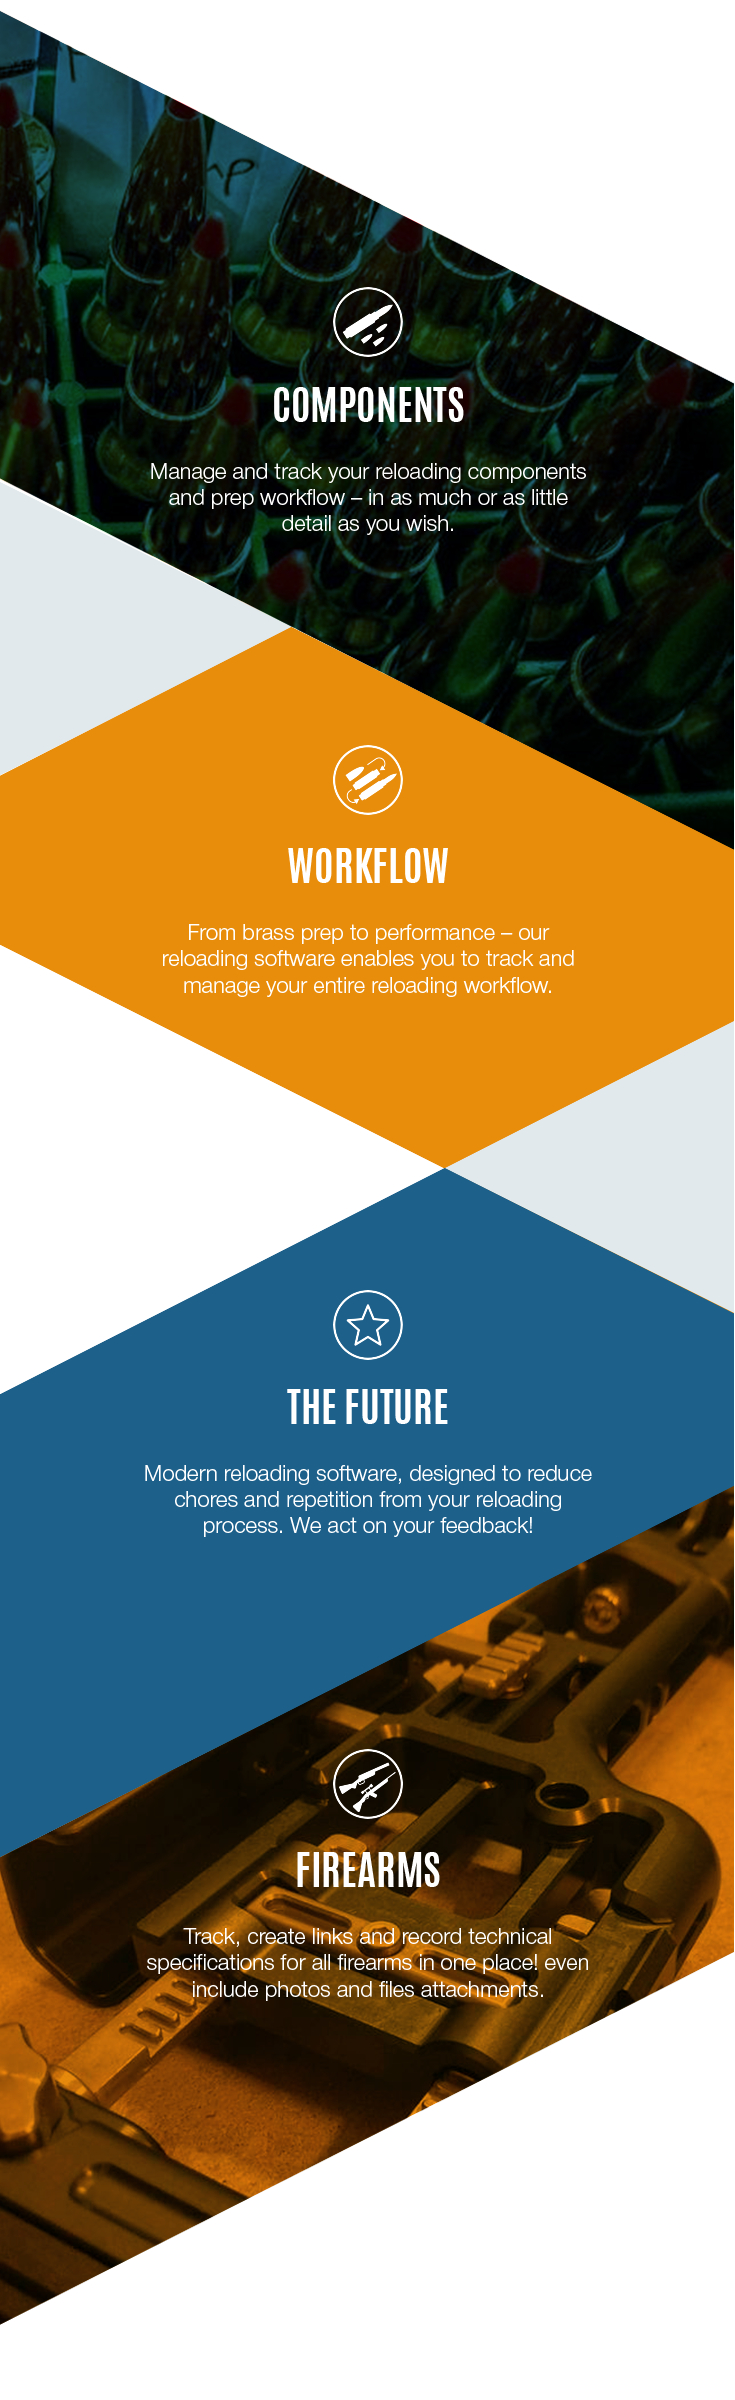 COMPONENTS
Manage and track your reloading components
and prep workflow – in as much or as little
detail as you wish.
WORKFLOW
From brass prep to performance – our
reloading software enables you to track and
manage your entire reloading workflow.
THE FUTURE
Modern reloading software, designed to reduce
chores and repetition from your reloading
process. We act on your feedback!
FIREARMS
Track, create links and record technical
specifications for all firearms in one place! even
include photos and files attachments.